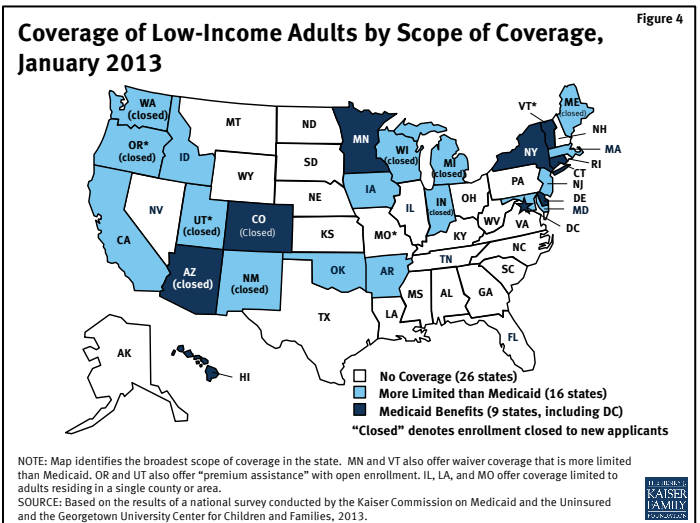 Figure 4
Coverage of Low-Income Adults by Scope of Coverage,
January 2013
WA
(closed)
OR*
(closed)
ID
MT
ND
MN
WY
SD
NE
NV
CA
UT*
(closed)
CO
(Closed)
KS
AZ
(closed)
NM
(closed)
OK
TX
IA
MO*
AR
LA
WI
(closed)
MI
(closed)
IL
IN
(closed)
OH
KY
TN
MS
AL
GA
FL
SC
NC
VA
WV
PA
NY
VT*
ME
(closed)
NH
MA
RI
CT
NJ
DE
MD
DC
AK
HI
No Coverage (26 states)
More Limited than Medicaid (16 states)
Medicaid Benefits (9 states, including DC)
“Closed” denotes enrollment closed to new applicants
NOTE: Map identifies the broadest scope of coverage in the state. MN and VT also offer waiver coverage that is more limited
than Medicaid. OR and UT also offer “premium assistance” with open enrollment. IL, LA, and MO offer coverage limited to
adults residing in a single county or area.
SOURCE: Based on the results of a national survey conducted by the Kaiser Commission on Medicaid and the Uninsured
and the Georgetown University Center for Children and Families, 2013.
THE HENRY J.
KAISER
FAMILY
FOUNDATION